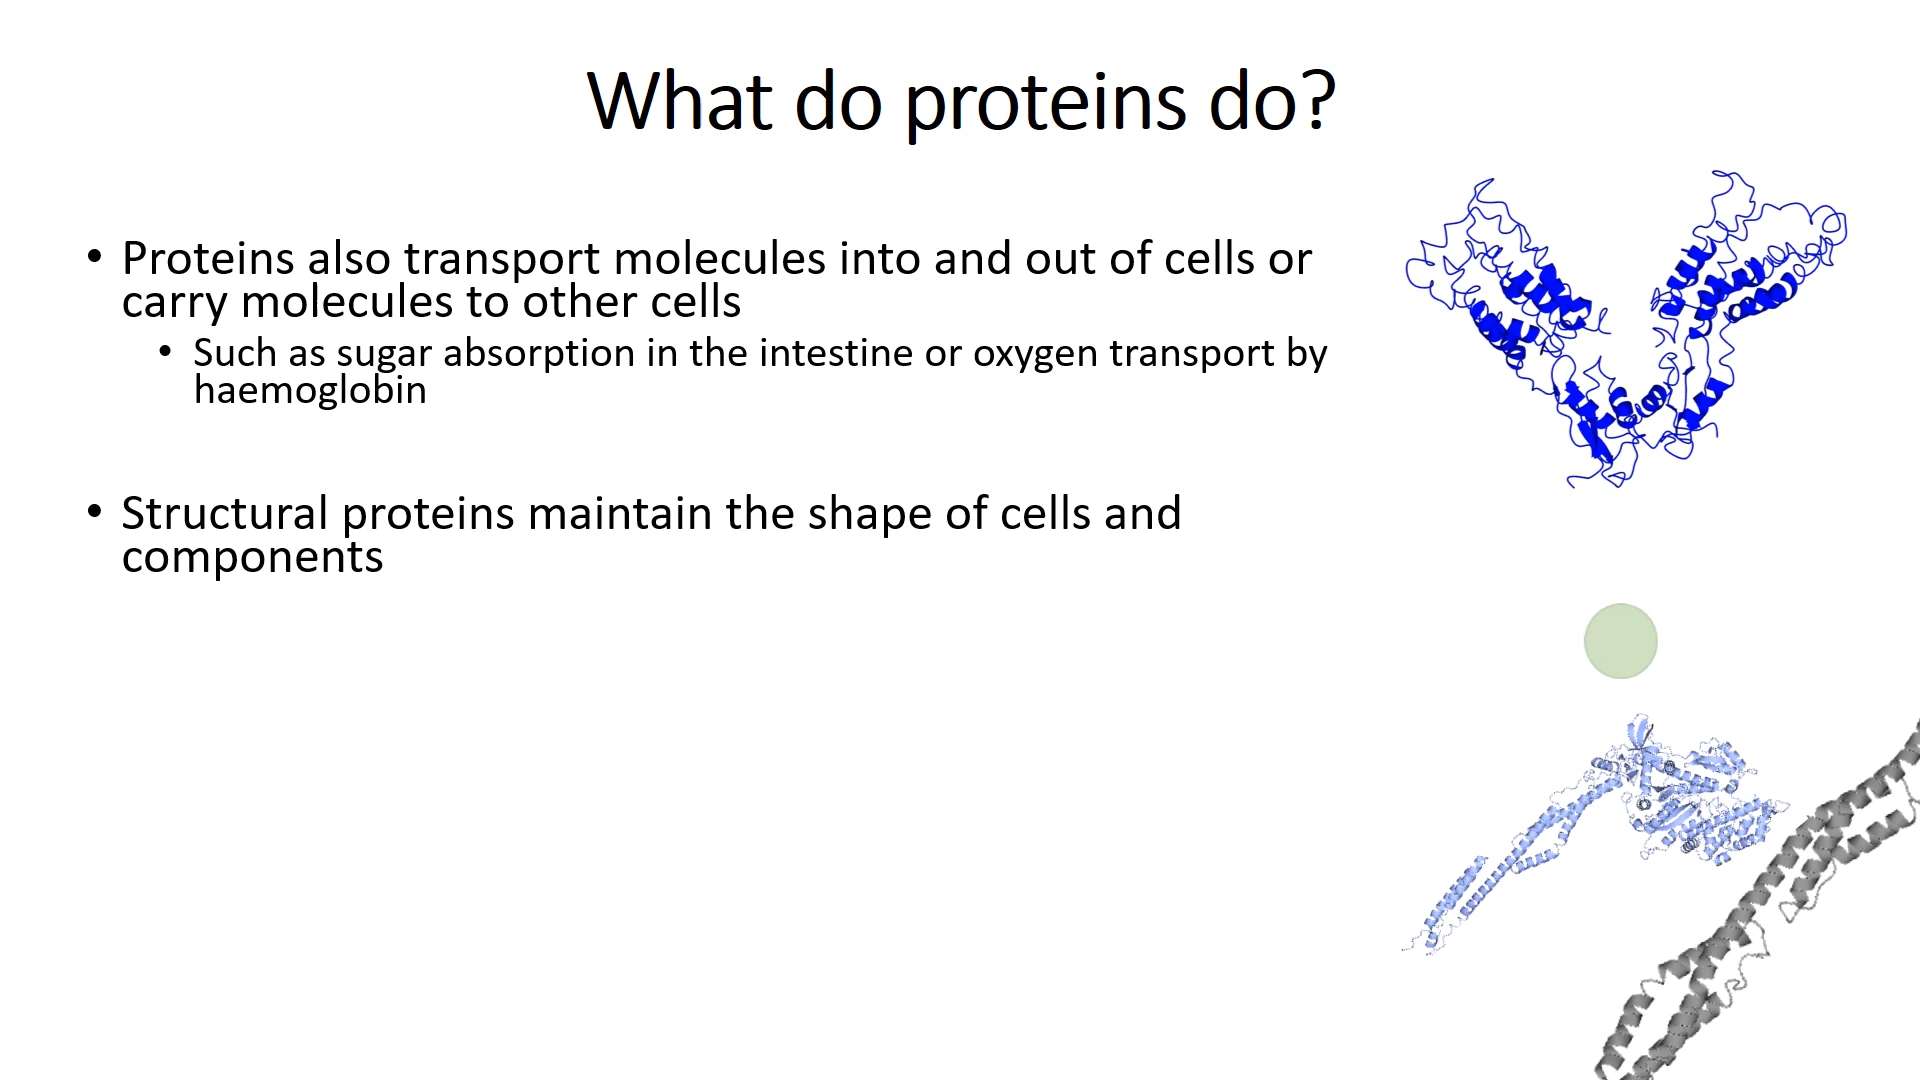 What do proteins do?
• Proteins also transport molecules into and out of cells or
carry molecules to other cells
• Such as sugar absorption in the intestine or oxygen transport by
haemoglobin
• Structural proteins maintain the shape of cells and
components